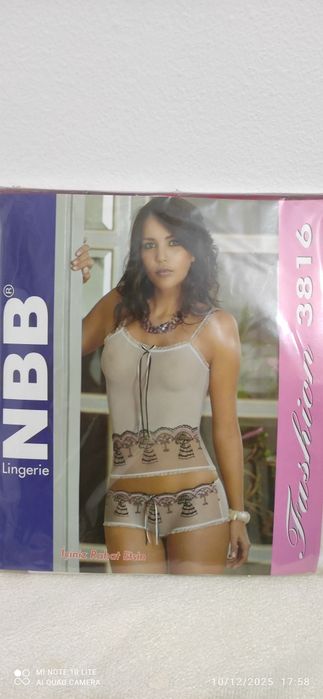 NBB®
Lingerie
Fashion 3816
MI NOTE 10 LITE
AI QUAD CAMERA
10/12/2025 17:58